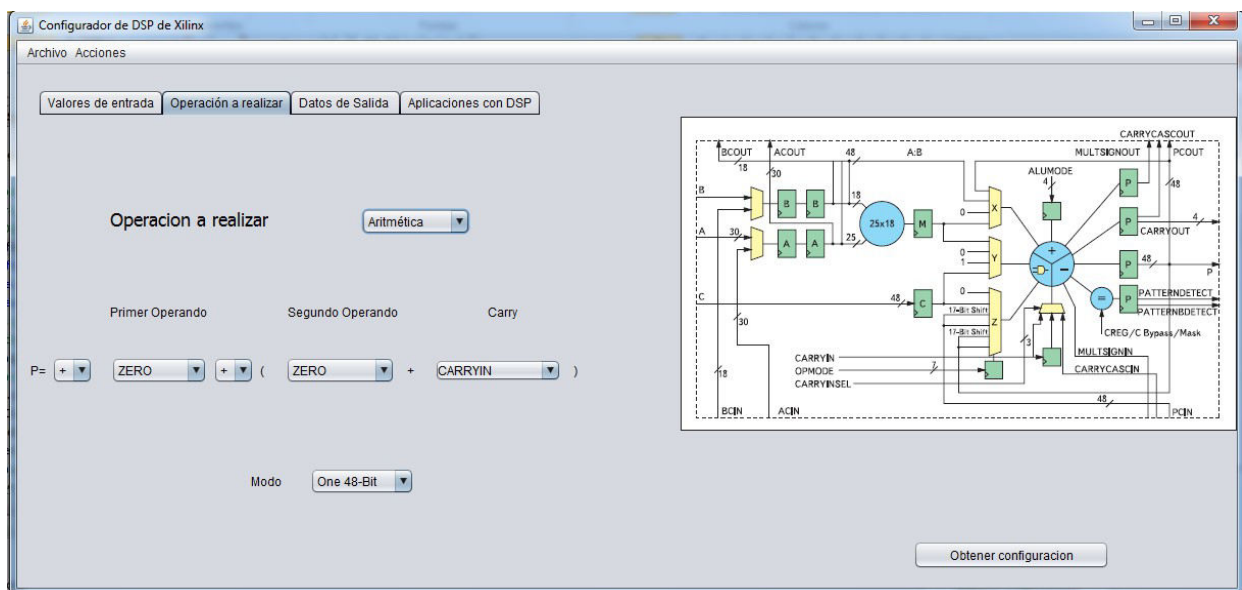 Configurador de DSP de Xilinx
Archivo Acciones
Valores de entrada
Operación a realizar
Datos de Salida
Aplicaciones con DSP
Operacion a realizar
Aritmética
Primer Operando
Segundo Operando
Carry
P= + ZERO + ( ZERO + CARRYIN )
Modo
One 48-Bit
CARRYCASCOUT
BCOUT
ACOUT
48
A:B
MULTSIGNOUT
PCOUT
18
30
ALUMODE
4
P
48
B
B
B
18
X
0
A
30
A
A
25
25x18
M
P
4
CARRYOUT
0
1
Y
+
−
P
48
P
C
48
C
0
17-Bit Shift
17-Bit Shift
Z
=
P
PATTERNDETECT
PATTERNBDETECT
CREG/C Bypass/Mask
30
3
MULTSIGNIN
CARRYCASCIN
CARRYIN
OPMODE
7
CARRYINSEL
18
48
BCIN
ACIN
PCIN
Obtener configuracion